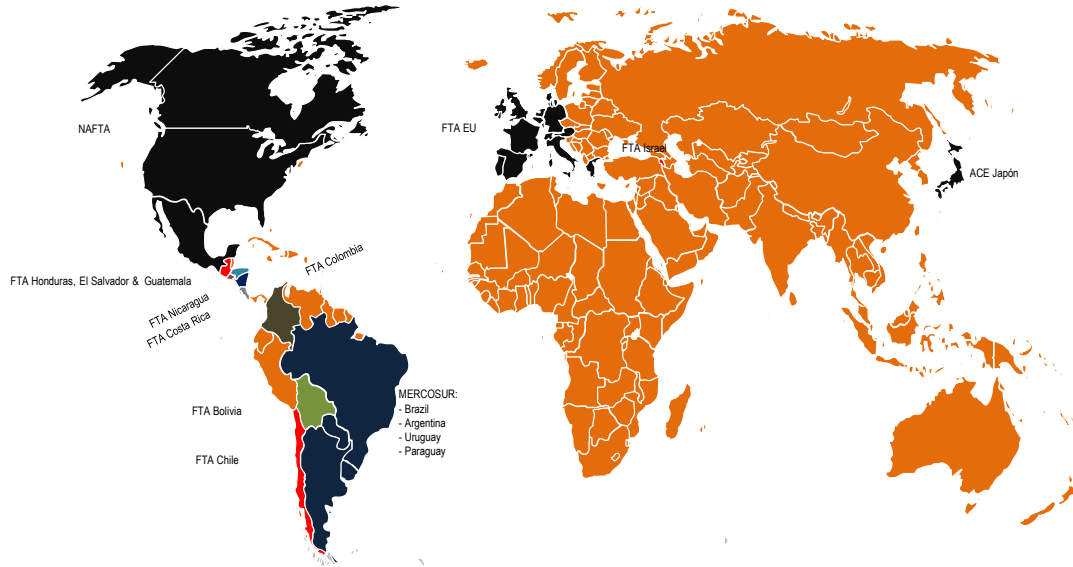 NAFTA
FTA EU
FTA Israel
ACE Japón
FTA Colombia
FTA Honduras, El Salvador & Guatemala
FTA Nicaragua
FTA Costa Rica
FTA Bolivia
MERCOSUR:
- Brazil
- Argentina
- Uruguay
- Paraguay
FTA Chile